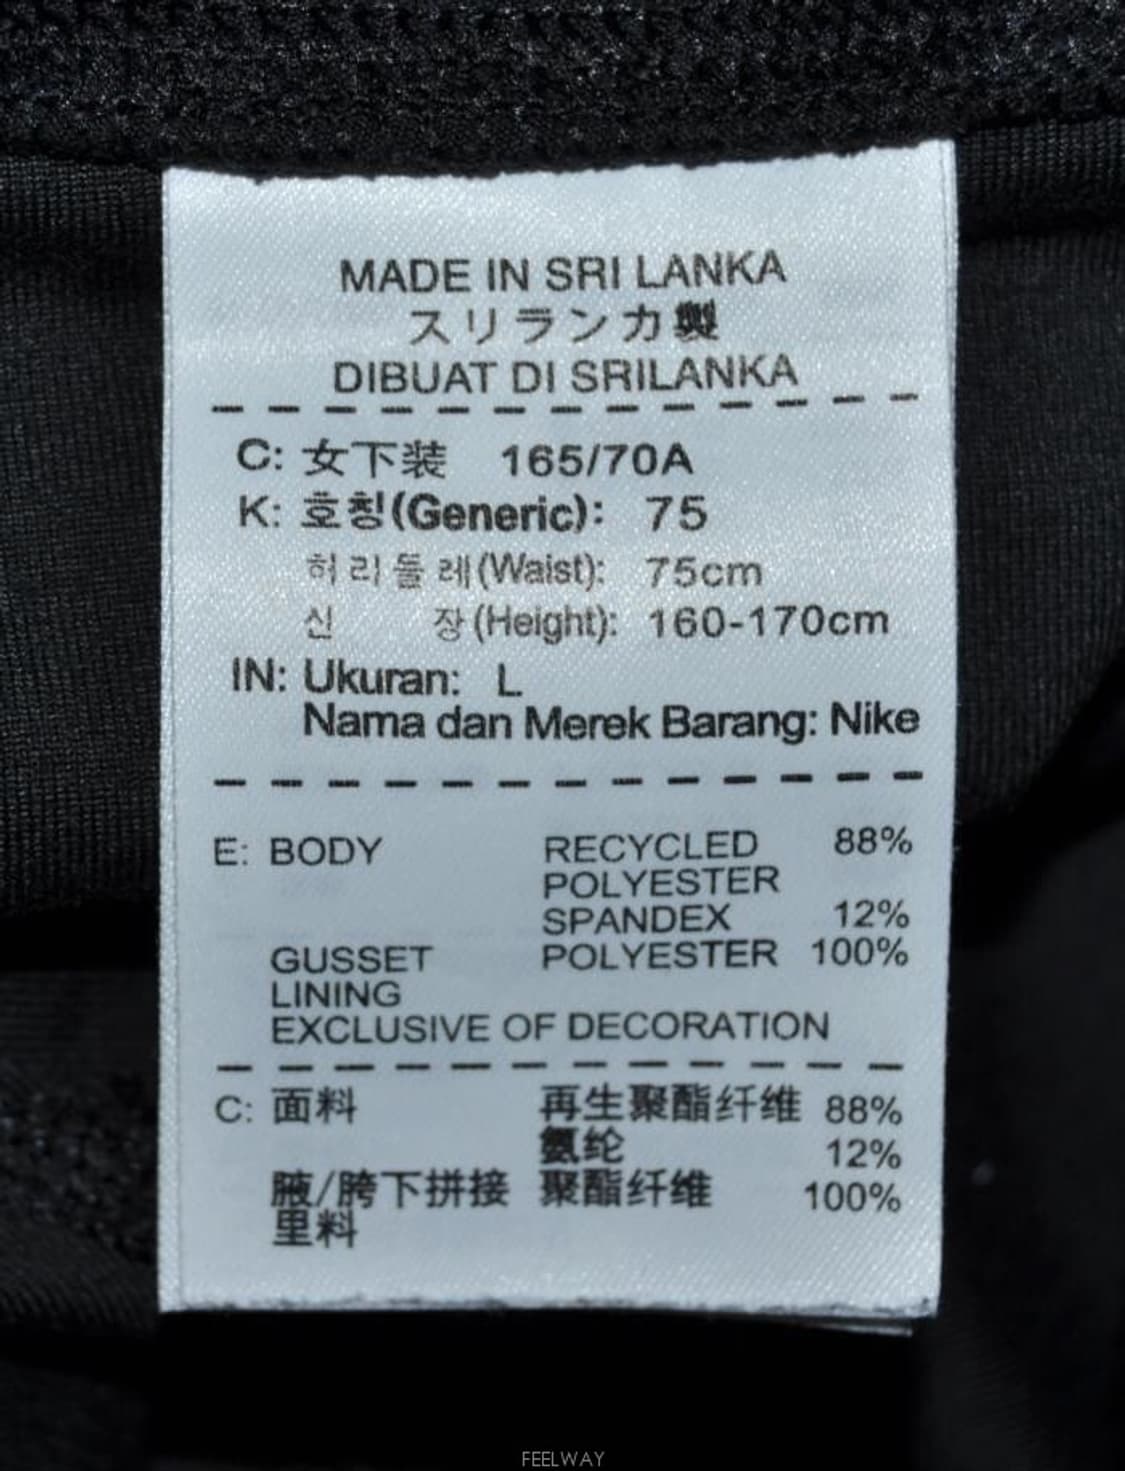 MADE IN SRI LANKA
スリランカ製
DIBUAT DI SRILANKA
C: 女下装 165/70A
K: 호칭(Generic): 75
허리둘레(Waist): 75cm
신 장(Height): 160-170cm
IN: Ukuran: L
Nama dan Merek Barang: Nike
E: BODY RECYCLED 88%
POLYESTER
SPANDEX 12%
GUSSET POLYESTER 100%
LINING
EXCLUSIVE OF DECORATION
C: 面料 再生聚酯纤维 88%
氨纶 12%
腋/胯下拼接 聚酯纤维 100%
里料
FEELWAY